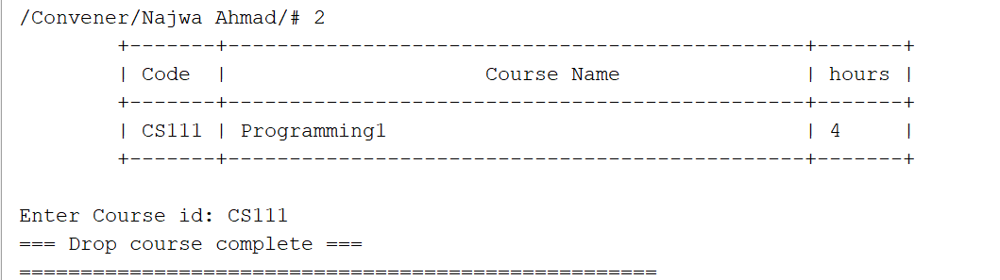 /Convener/Najwa Ahmad/# 2
+-------+-----------------------------------------------+-------+
| Code  |                     Course Name               | hours |
+-------+-----------------------------------------------+-------+
| CS111 | Programming1                                  | 4     |
+-------+-----------------------------------------------+-------+
Enter Course id: CS111
=== Drop course complete ===
====================================================